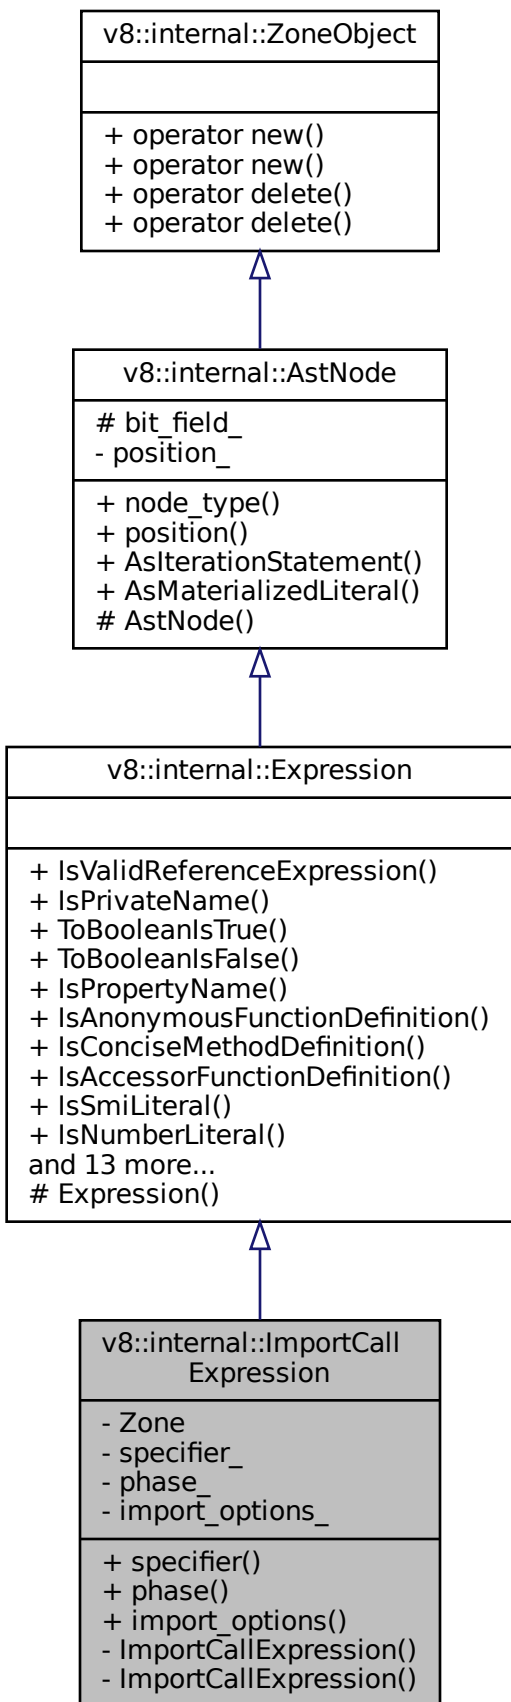 v8::internal::ZoneObject
+ operator new()
+ operator new()
+ operator delete()
+ operator delete()
v8::internal::AstNode
# bit_field_
- position_
+ node_type()
+ position()
+ AsIterationStatement()
+ AsMaterializedLiteral()
# AstNode()
v8::internal::Expression
+ IsValidReferenceExpression()
+ IsPrivateName()
+ ToBooleanIsTrue()
+ ToBooleanIsFalse()
+ IsPropertyName()
+ IsAnonymousFunctionDefinition()
+ IsConciseMethodDefinition()
+ IsAccessorFunctionDefinition()
+ IsSmiLiteral()
+ IsNumberLiteral()
and 13 more...
# Expression()
v8::internal::ImportCall
Expression
- Zone
- specifier_
- phase_
- import_options_
+ specifier()
+ phase()
+ import_options()
- ImportCallExpression()
- ImportCallExpression()